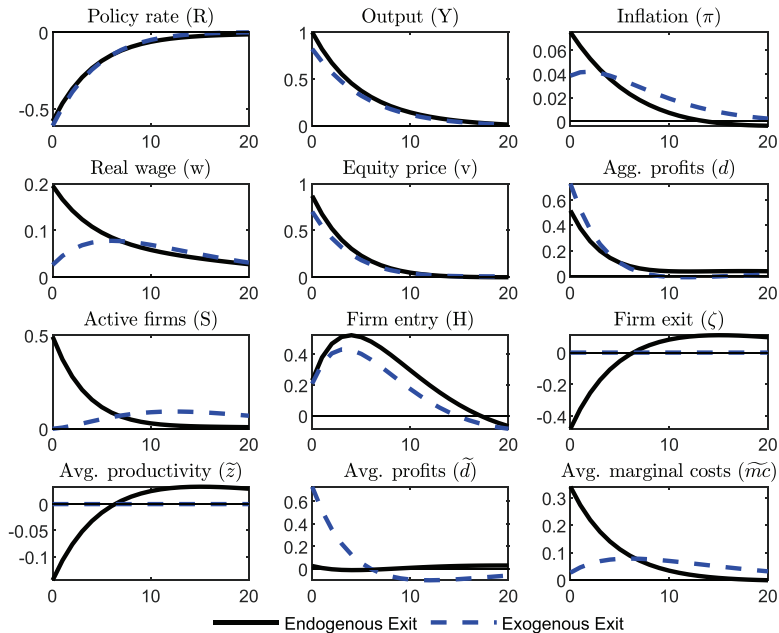 Policy rate (R)
Output (Y)
Inflation (π)
0
-0.5
0 10 20
1
0.5
0
0 10 20
0.06
0.04
0.02
0
0 10 20
Real wage (w)
Equity price (v)
Agg. profits (d)
0.2
0.1
0
0 10 20
1
0.5
0
0 10 20
0.6
0.4
0.2
0
0 10 20
Active firms (S)
Firm entry (H)
Firm exit (ζ)
0.5
0
0 10 20
0.4
0.2
0
0 10 20
0
-0.2
-0.4
0 10 20
Avg. productivity (z̃)
Avg. profits (d̃)
Avg. marginal costs (m͠c)
0
-0.05
-0.1
0 10 20
0.6
0.4
0.2
0
0 10 20
0.3
0.2
0.1
0
0 10 20
Endogenous Exit
Exogenous Exit